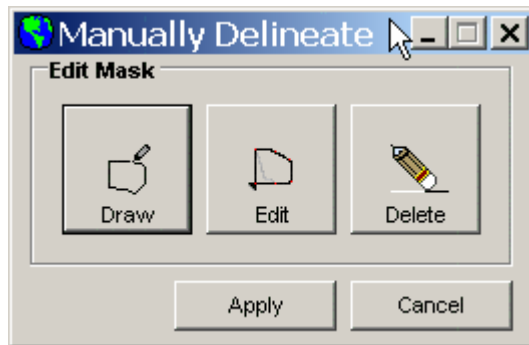 Manually Delineate
Edit Mask
Draw Edit Delete
Apply Cancel